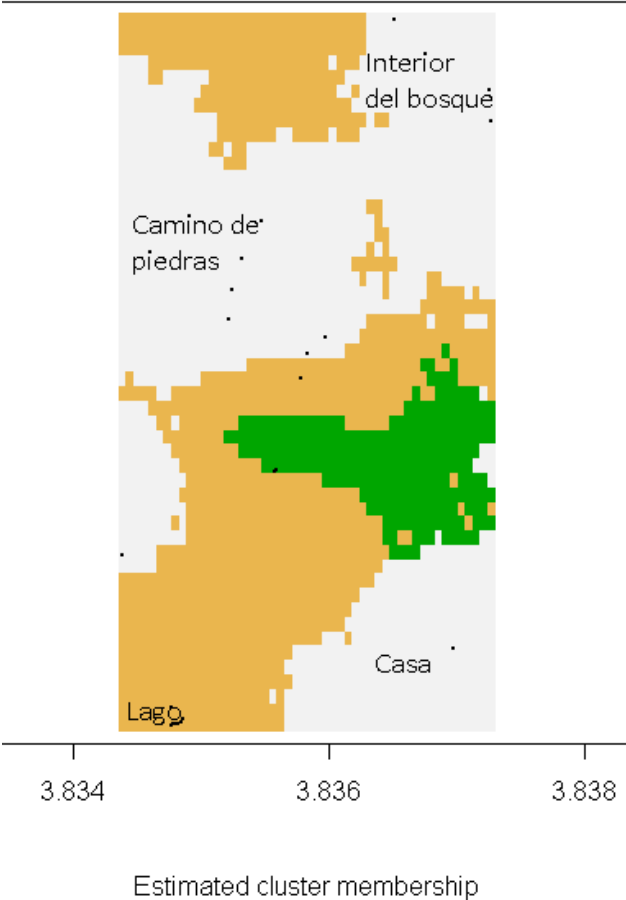 Interior
del bosque
Camino de
piedras
Casa
Lago
3.834 3.836 3.838
Estimated cluster membership